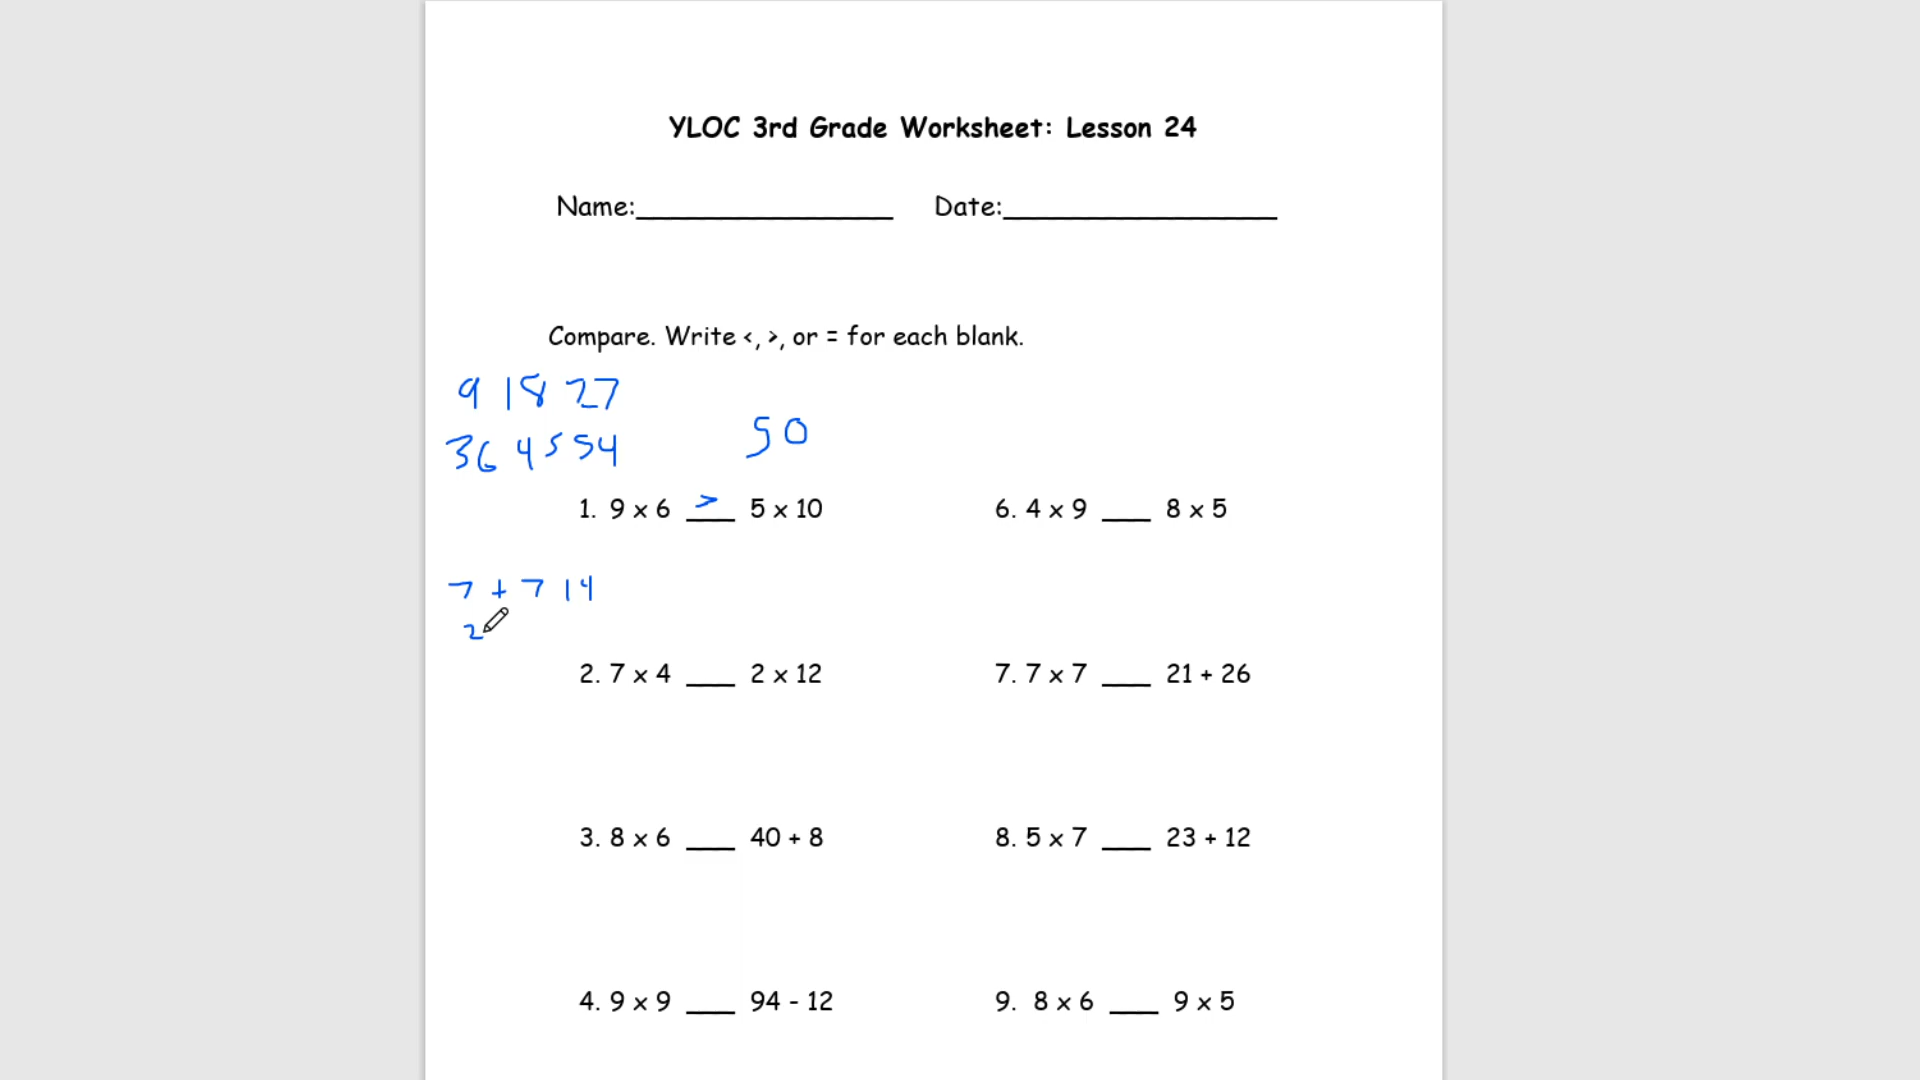 YLOC 3rd Grade Worksheet: Lesson 24
Name:_______________ Date:________________
Compare. Write <, >, or = for each blank.
9 18 27
36 45 54
50
1. 9 x 6 > 5 x 10
6. 4 x 9 ___ 8 x 5
7 + 7 14
2
2. 7 x 4 ___ 2 x 12
7. 7 x 7 ___ 21 + 26
3. 8 x 6 ___ 40 + 8
8. 5 x 7 ___ 23 + 12
4. 9 x 9 ___ 94 - 12
9. 8 x 6 ___ 9 x 5